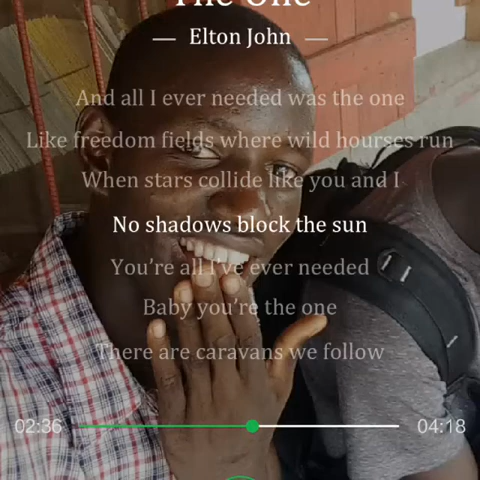 The One
— Elton John —
And all I ever needed was the one
Like freedom fields where wild hourses run
When stars collide like you and I
No shadows block the sun
You're all I've ever needed
Baby you're the one
There are caravans we follow
02:36 04:18